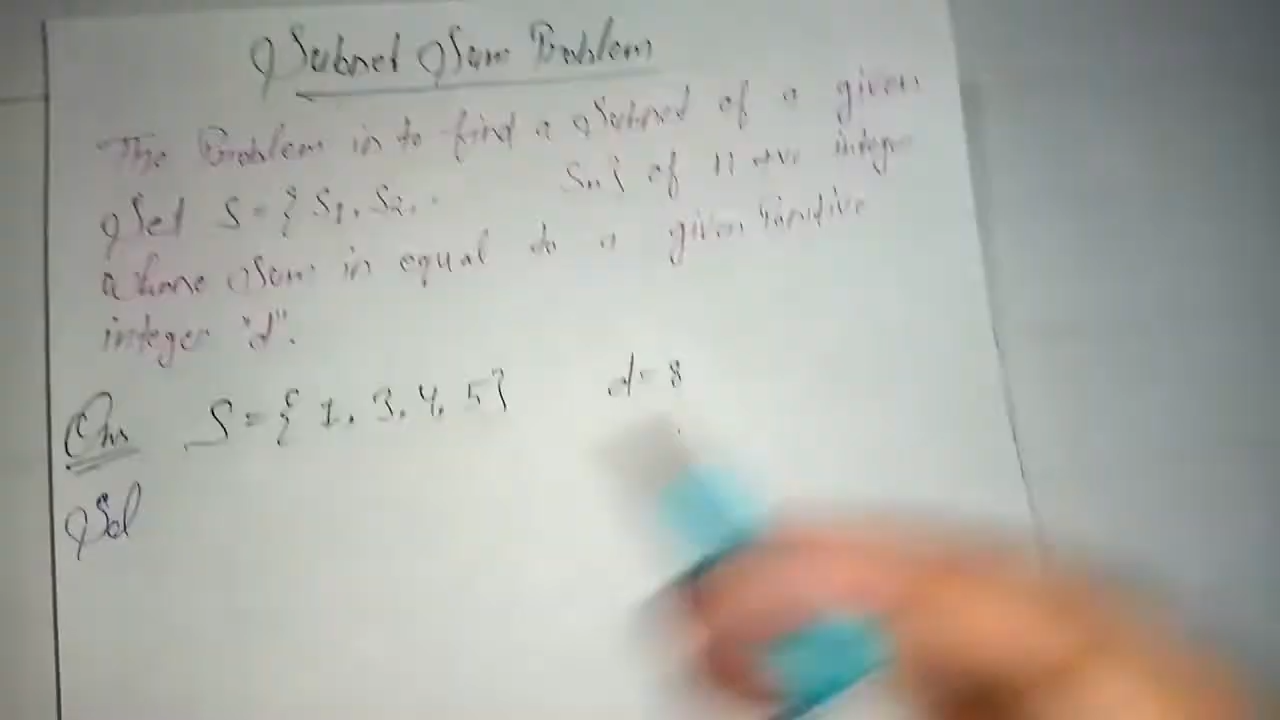 Subset Sum Problem
The Problem is to find a Subset of a given
Set S = { S1, S2, .. Sn} of n +ve integer
whose Sum is equal to a given Positive
integer "d".
Qn S = { 1, 3, 4, 5} d = 8
Sol